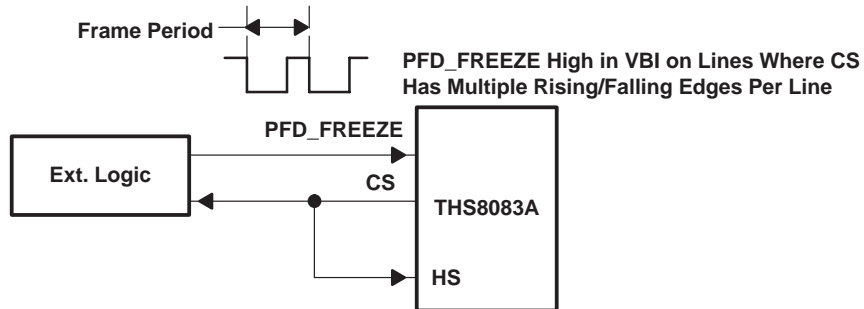 Frame Period
PFD_FREEZE High in VBI on Lines Where CS
Has Multiple Rising/Falling Edges Per Line
PFD_FREEZE
Ext. Logic
CS
THS8083A
HS